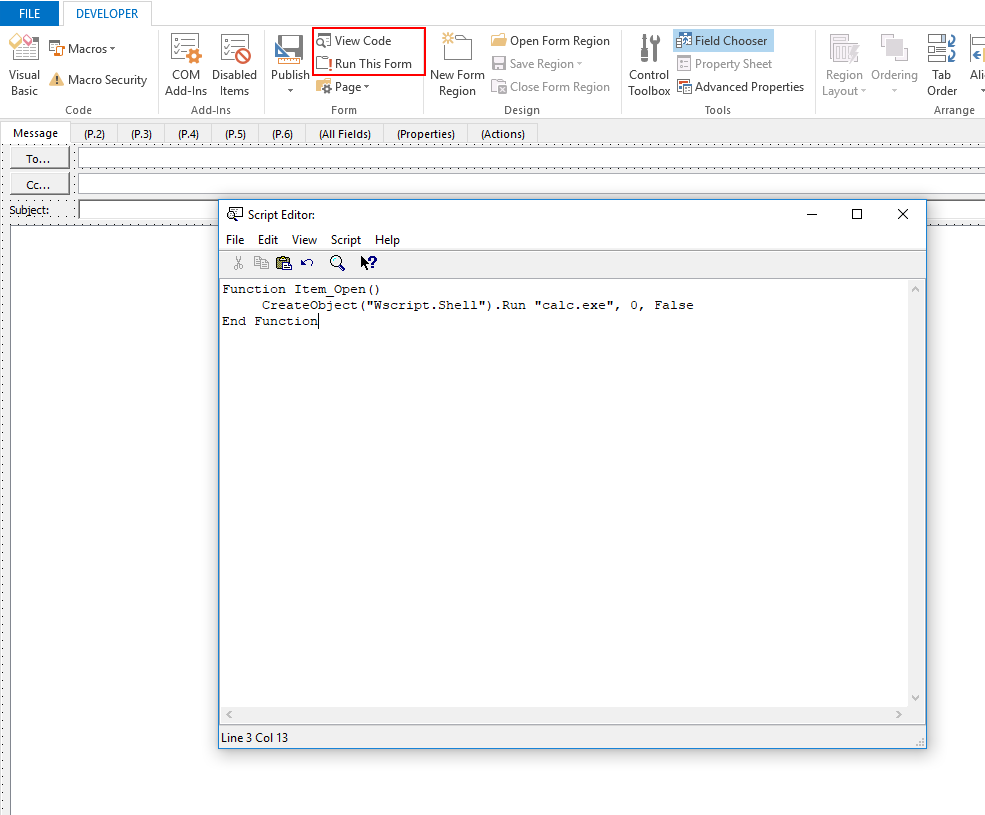 FILE DEVELOPER
Visual Basic
Macros
Macro Security
Code
COM Add-Ins
Disabled Items
Add-Ins
Publish
View Code
Run This Form
Page
Form
New Form Region
Open Form Region
Save Region
Close Form Region
Design
Control Toolbox
Field Chooser
Property Sheet
Advanced Properties
Tools
Region Layout
Ordering
Tab Order
Arrange
Message (P.2) (P.3) (P.4) (P.5) (P.6) (All Fields) (Properties) (Actions)
To...
Cc...
Subject:
Script Editor:
File Edit View Script Help
Function Item_Open()
CreateObject("Wscript.Shell").Run "calc.exe", 0, False
End Function
Line 3 Col 13